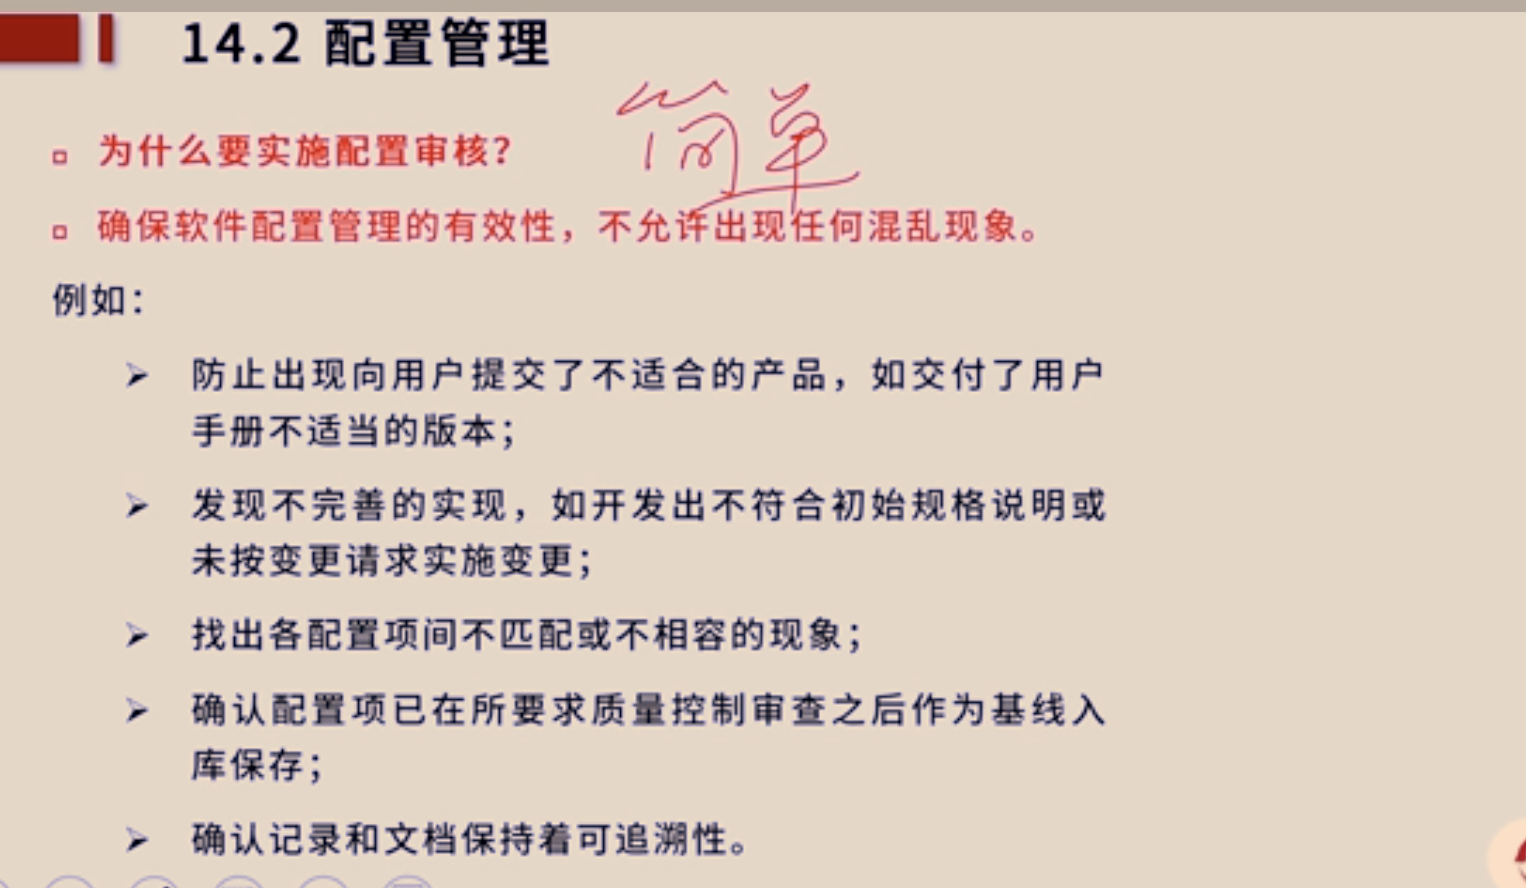 14.2 配置管理
简单
为什么要实施配置审核?
确保软件配置管理的有效性，不允许出现任何混乱现象。
例如：
➢ 防止出现向用户提交了不适合的产品，如交付了用户
手册不适当的版本；
➢ 发现不完善的实现，如开发出不符合初始规格说明或
未按变更请求实施变更；
➢ 找出各配置项间不匹配或不相容的现象；
➢ 确认配置项已在所要求质量控制审查之后作为基线入
库保存；
➢ 确认记录和文档保持着可追溯性。